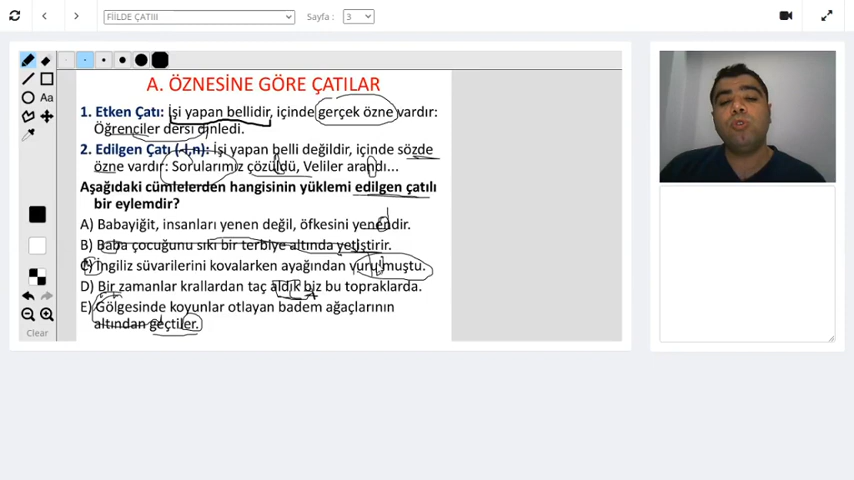 FİİLDE ÇATIII
Sayfa :
3
A. ÖZNESİNE GÖRE ÇATILAR
1. Etken Çatı: İşi yapan bellidir, içinde gerçek özne vardır:
Öğrenciler dersi dinledi.
2. Edilgen Çatı (-l,n): İşi yapan belli değildir, içinde sözde
özne vardır: Sorularımız çözüldü, Veliler arandı...
Aşağıdaki cümlelerden hangisinin yüklemi edilgen çatılı
bir eylemdir?
A) Babayiğit, insanları yenen değil, öfkesini yenendir.
B) Baba çocuğunu sıkı bir terbiye altında yetiştirir.
C) İngiliz süvarilerini kovalarken ayağından vurulmuştu.
D) Bir zamanlar krallardan taç aldık biz bu topraklarda.
E) Gölgesinde koyunlar otlayan badem ağaçlarının
altından geçtiler.
Aa
Clear